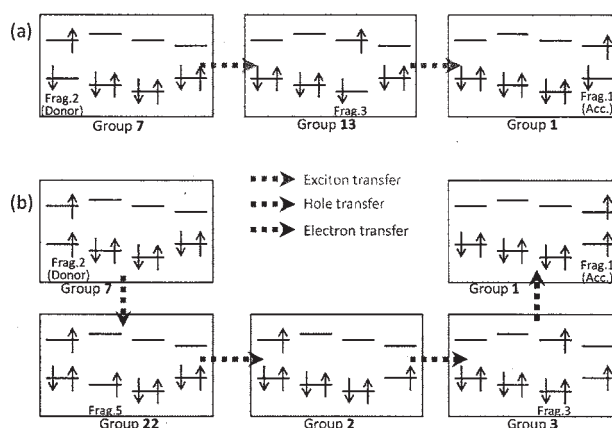 (a)
Frag.2
(Donor)
Group 7
Frag.3
Group 13
Frag.1
(Acc.)
Group 1
(b)
Exciton transfer
Hole transfer
Electron transfer
Frag.2
(Donor)
Group 7
Frag.1
(Acc.)
Group 1
Frag.5
Group 22
Group 2
Frag.3
Group 3